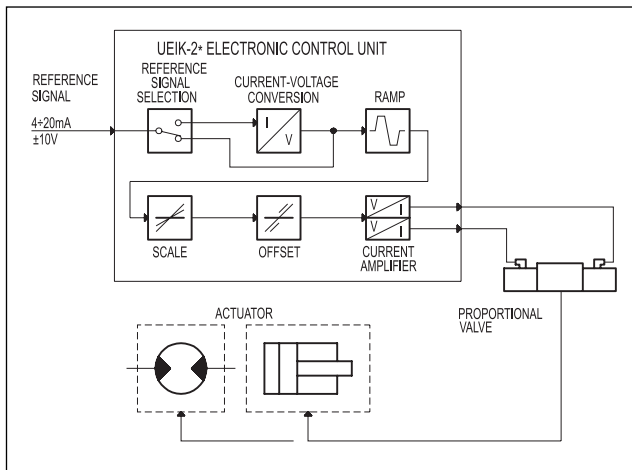 UEIK-2* ELECTRONIC CONTROL UNIT
REFERENCE
SIGNAL
4÷20mA
±10V
REFERENCE
SIGNAL
SELECTION
CURRENT-VOLTAGE
CONVERSION
RAMP
I
V
SCALE
OFFSET
V
I
V
I
CURRENT
AMPLIFIER
PROPORTIONAL
VALVE
ACTUATOR